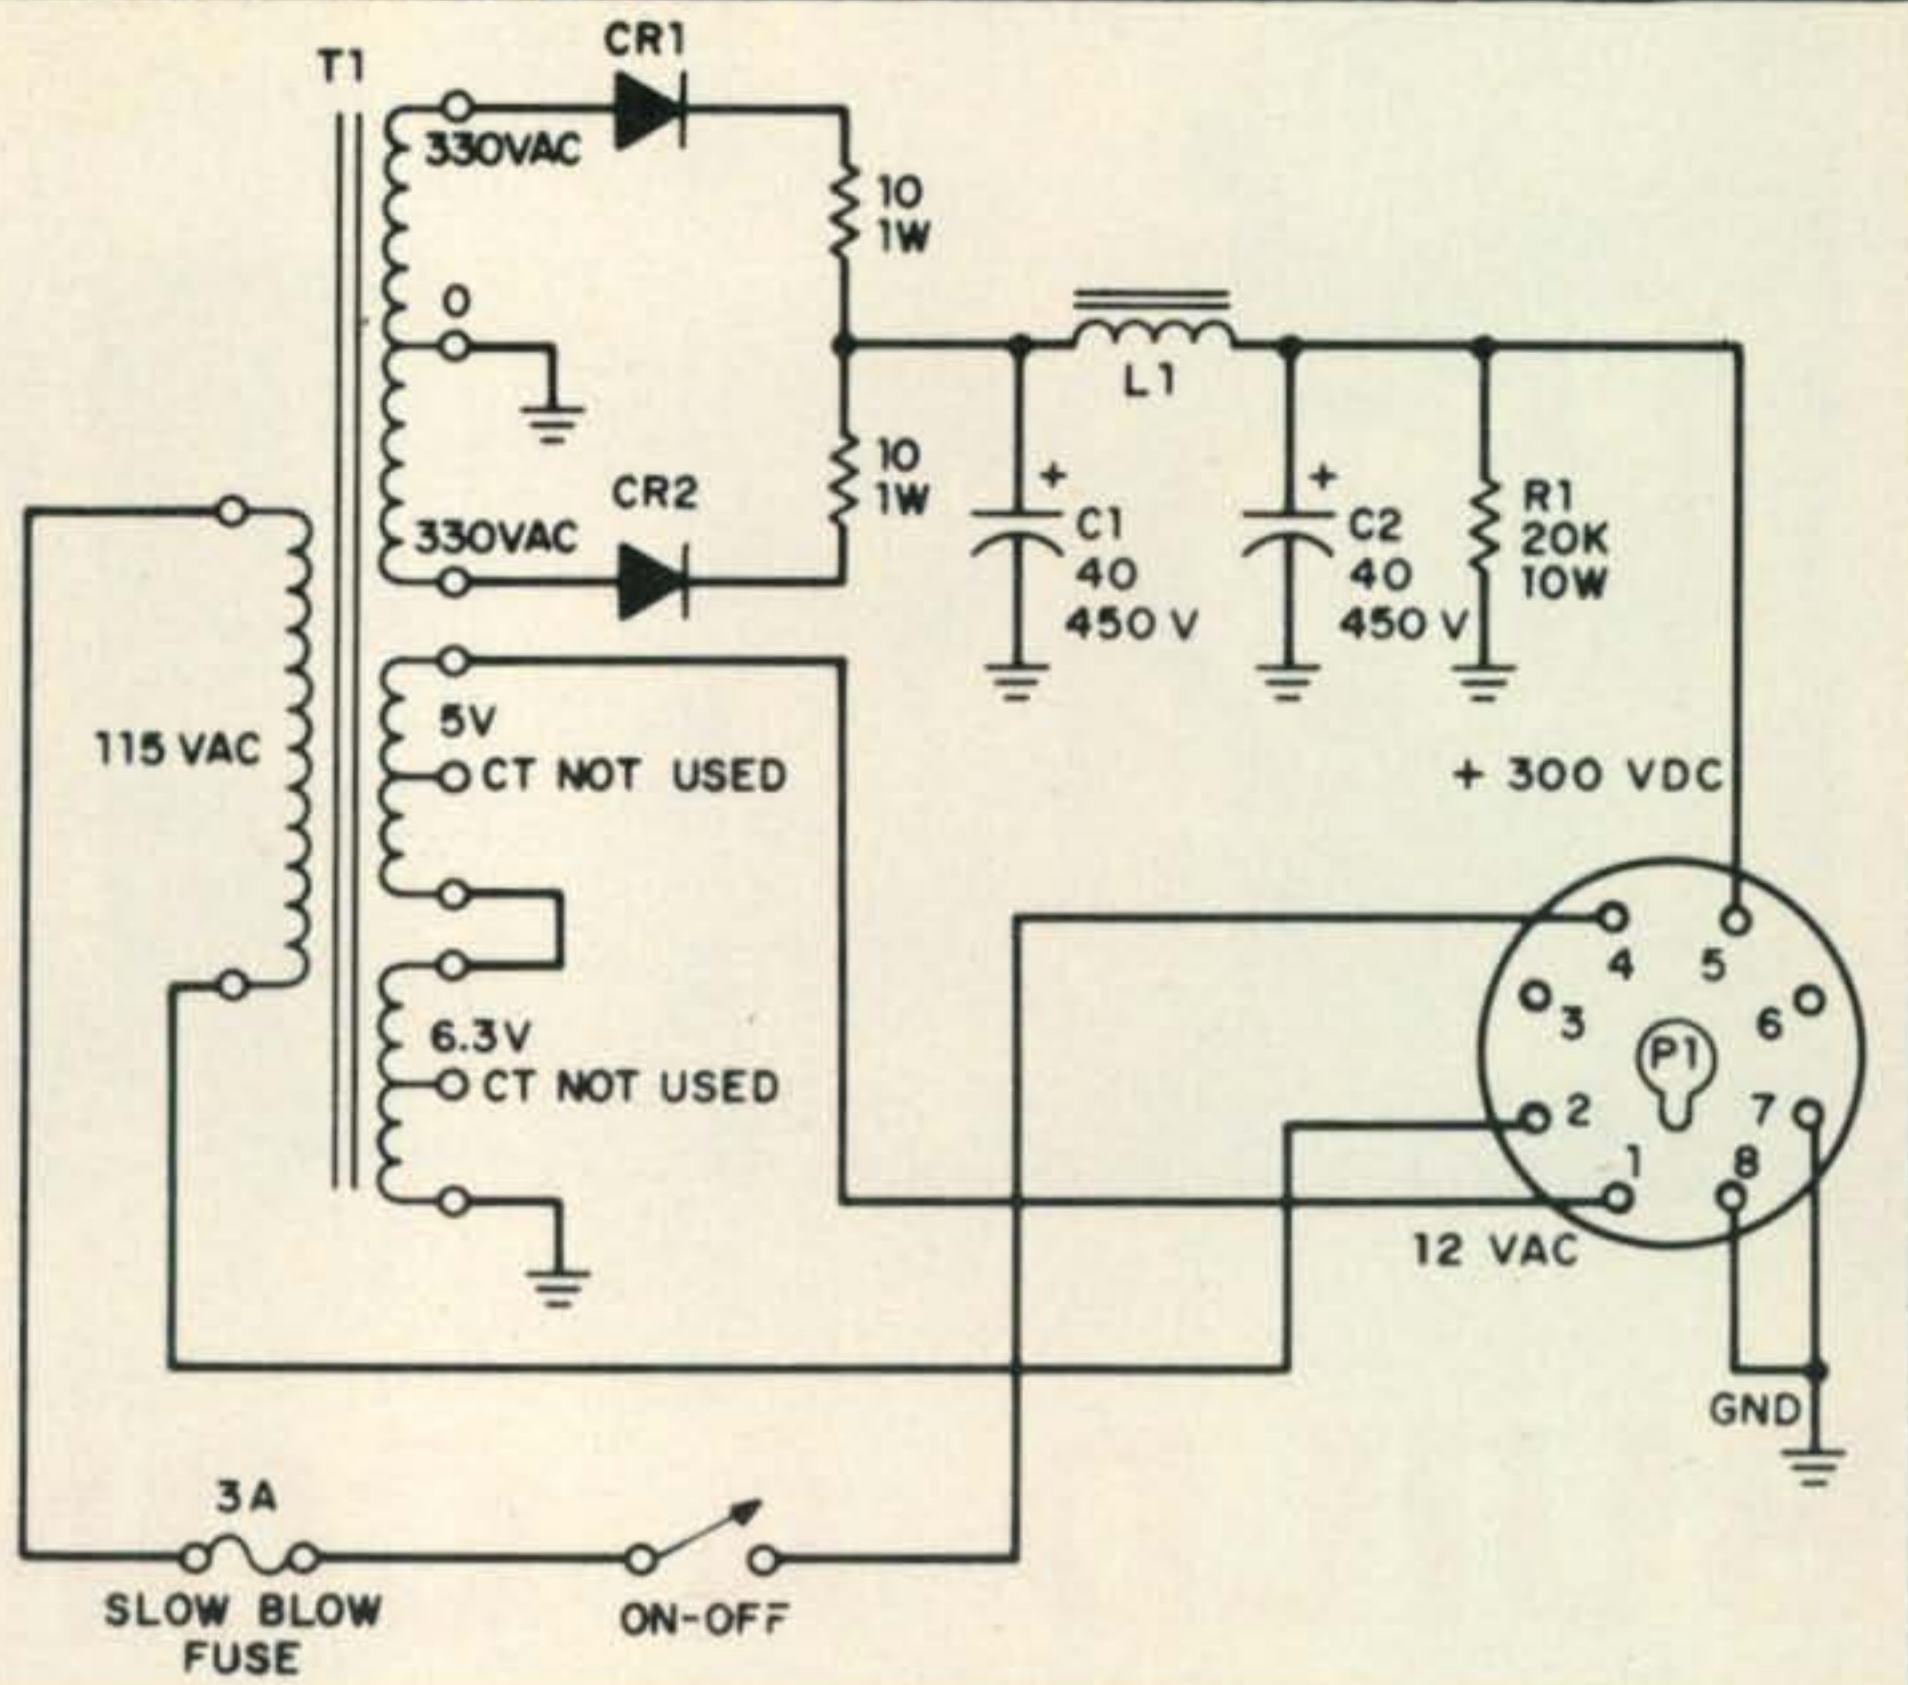 T1
CR1
330VAC
10
1W
0
L1
CR2
330VAC
10
1W
+
C1
40
450 V
+
C2
40
450 V
R1
20K
10W
115 VAC
5V
CT NOT USED
+ 300 VDC
6.3V
CT NOT USED
4
5
3
6
P1
2
7
1
8
12 VAC
GND
3A
SLOW BLOW
FUSE
ON-OFF